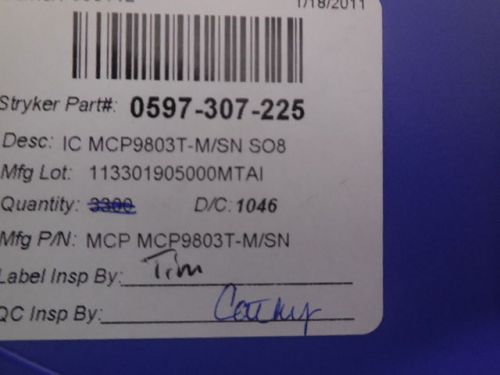 1/18/2011
Stryker Part#: 0597-307-225
Desc: IC MCP9803T-M/SN SO8
Mfg Lot: 113301905000MTAI
Quantity: 3300 D/C: 1046
Mfg P/N: MCP MCP9803T-M/SN
Label Insp By: Tim
QC Insp By: Cathy